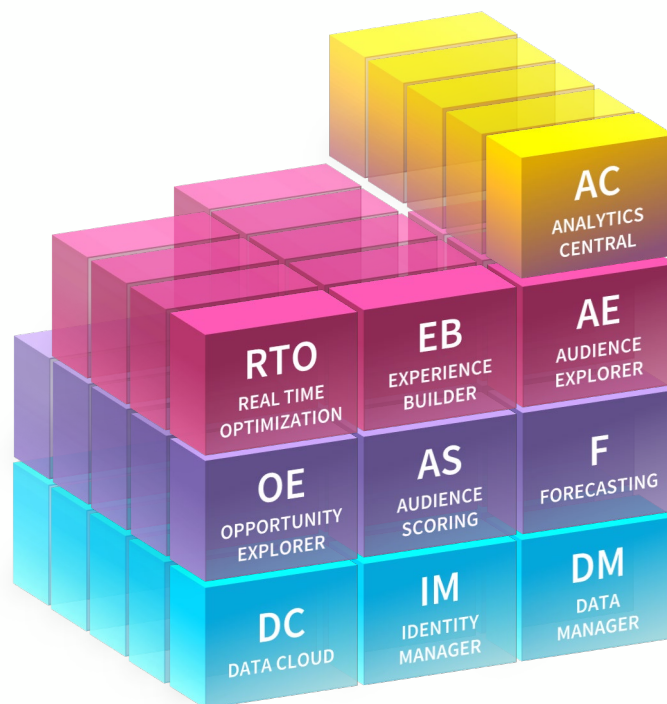 AC
ANALYTICS
CENTRAL
RTO
REAL TIME
OPTIMIZATION
EB
EXPERIENCE
BUILDER
AE
AUDIENCE
EXPLORER
OE
OPPORTUNITY
EXPLORER
AS
AUDIENCE
SCORING
F
FORECASTING
DC
DATA CLOUD
IM
IDENTITY
MANAGER
DM
DATA
MANAGER